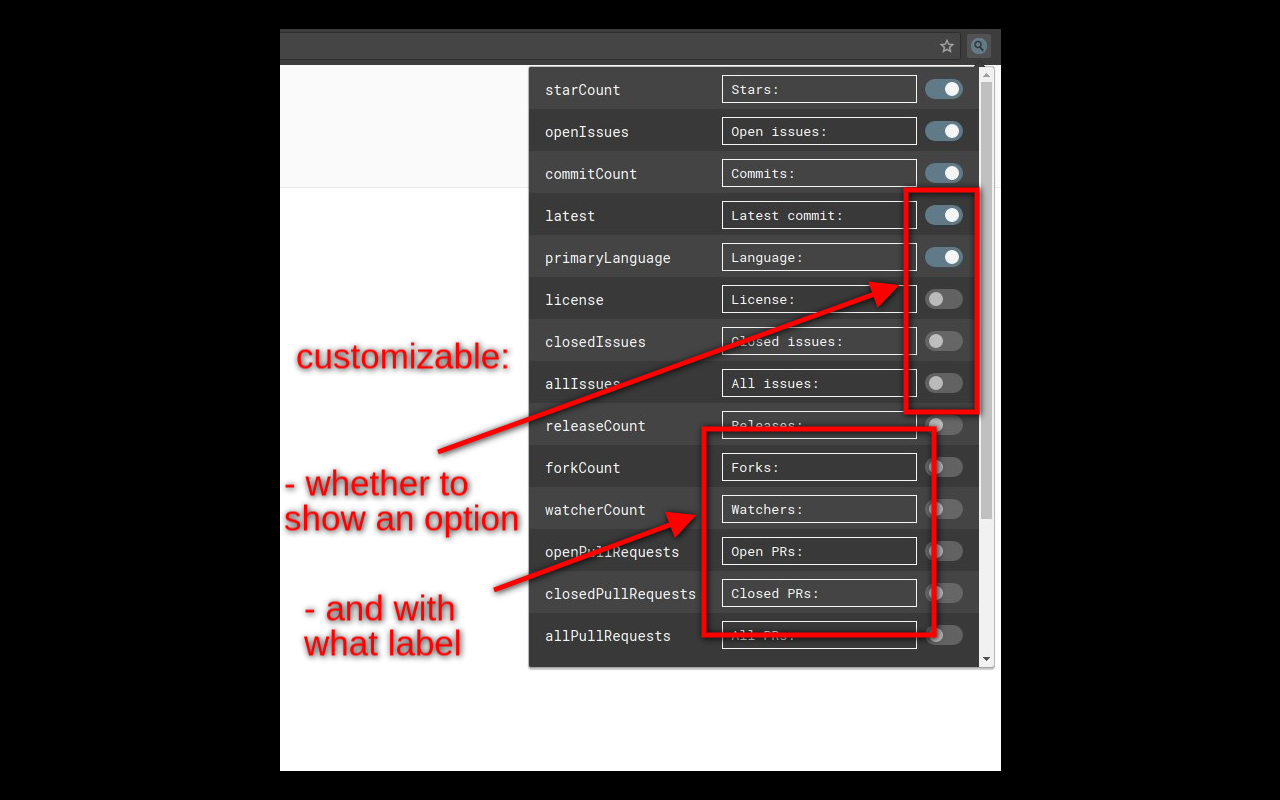 starCount Stars:
openIssues Open issues:
commitCount Commits:
latest Latest commit:
primaryLanguage Language:
license License:
closedIssues Closed issues:
allIssues All issues:
releaseCount Releases:
forkCount Forks:
watcherCount Watchers:
openPullRequests Open PRs:
closedPullRequests Closed PRs:
allPullRequests All PRs:
customizable:
- whether to
show an option
- and with
what label